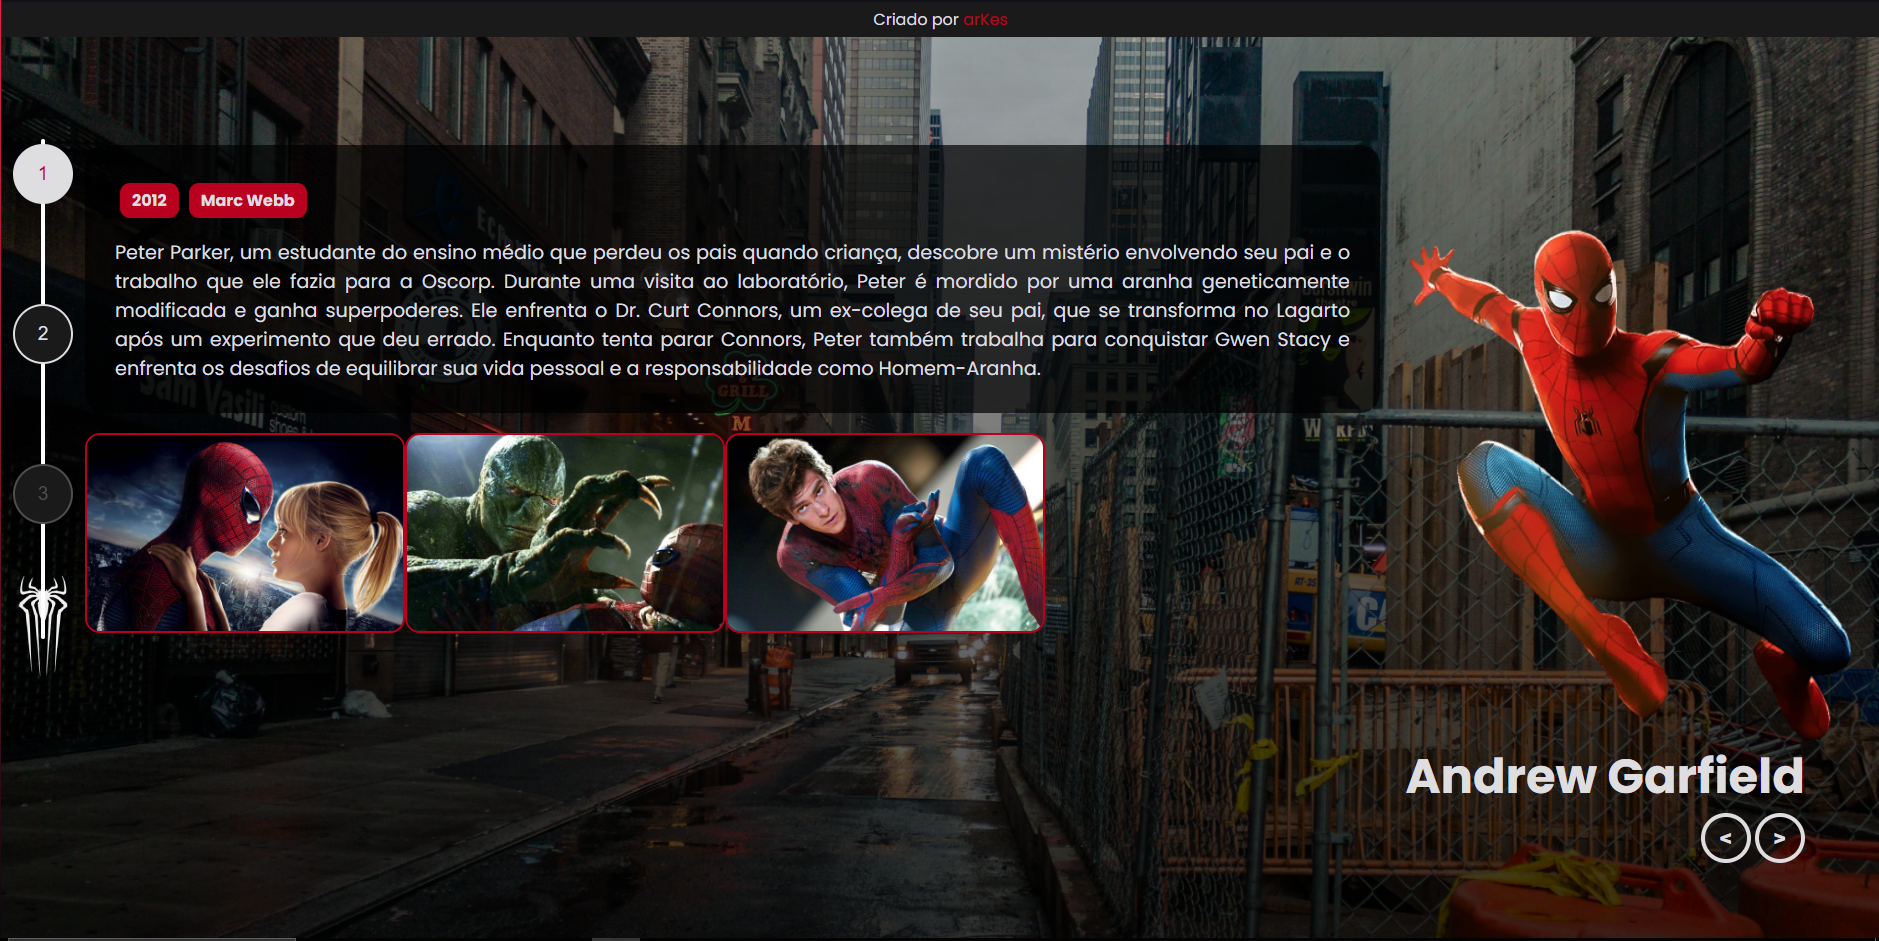 Criado por arKes
1
2012 Marc Webb
Peter Parker, um estudante do ensino médio que perdeu os pais quando criança, descobre um mistério envolvendo seu pai e o
trabalho que ele fazia para a Oscorp. Durante uma visita ao laboratório, Peter é mordido por uma aranha geneticamente
modificada e ganha superpoderes. Ele enfrenta o Dr. Curt Connors, um ex-colega de seu pai, que se transforma no Lagarto
após um experimento que deu errado. Enquanto tenta parar Connors, Peter também trabalha para conquistar Gwen Stacy e
enfrenta os desafios de equilibrar sua vida pessoal e a responsabilidade como Homem-Aranha.
2
Sam Vasili
custom
shoes &
GRILL
M
3
Andrew Garfield
< >